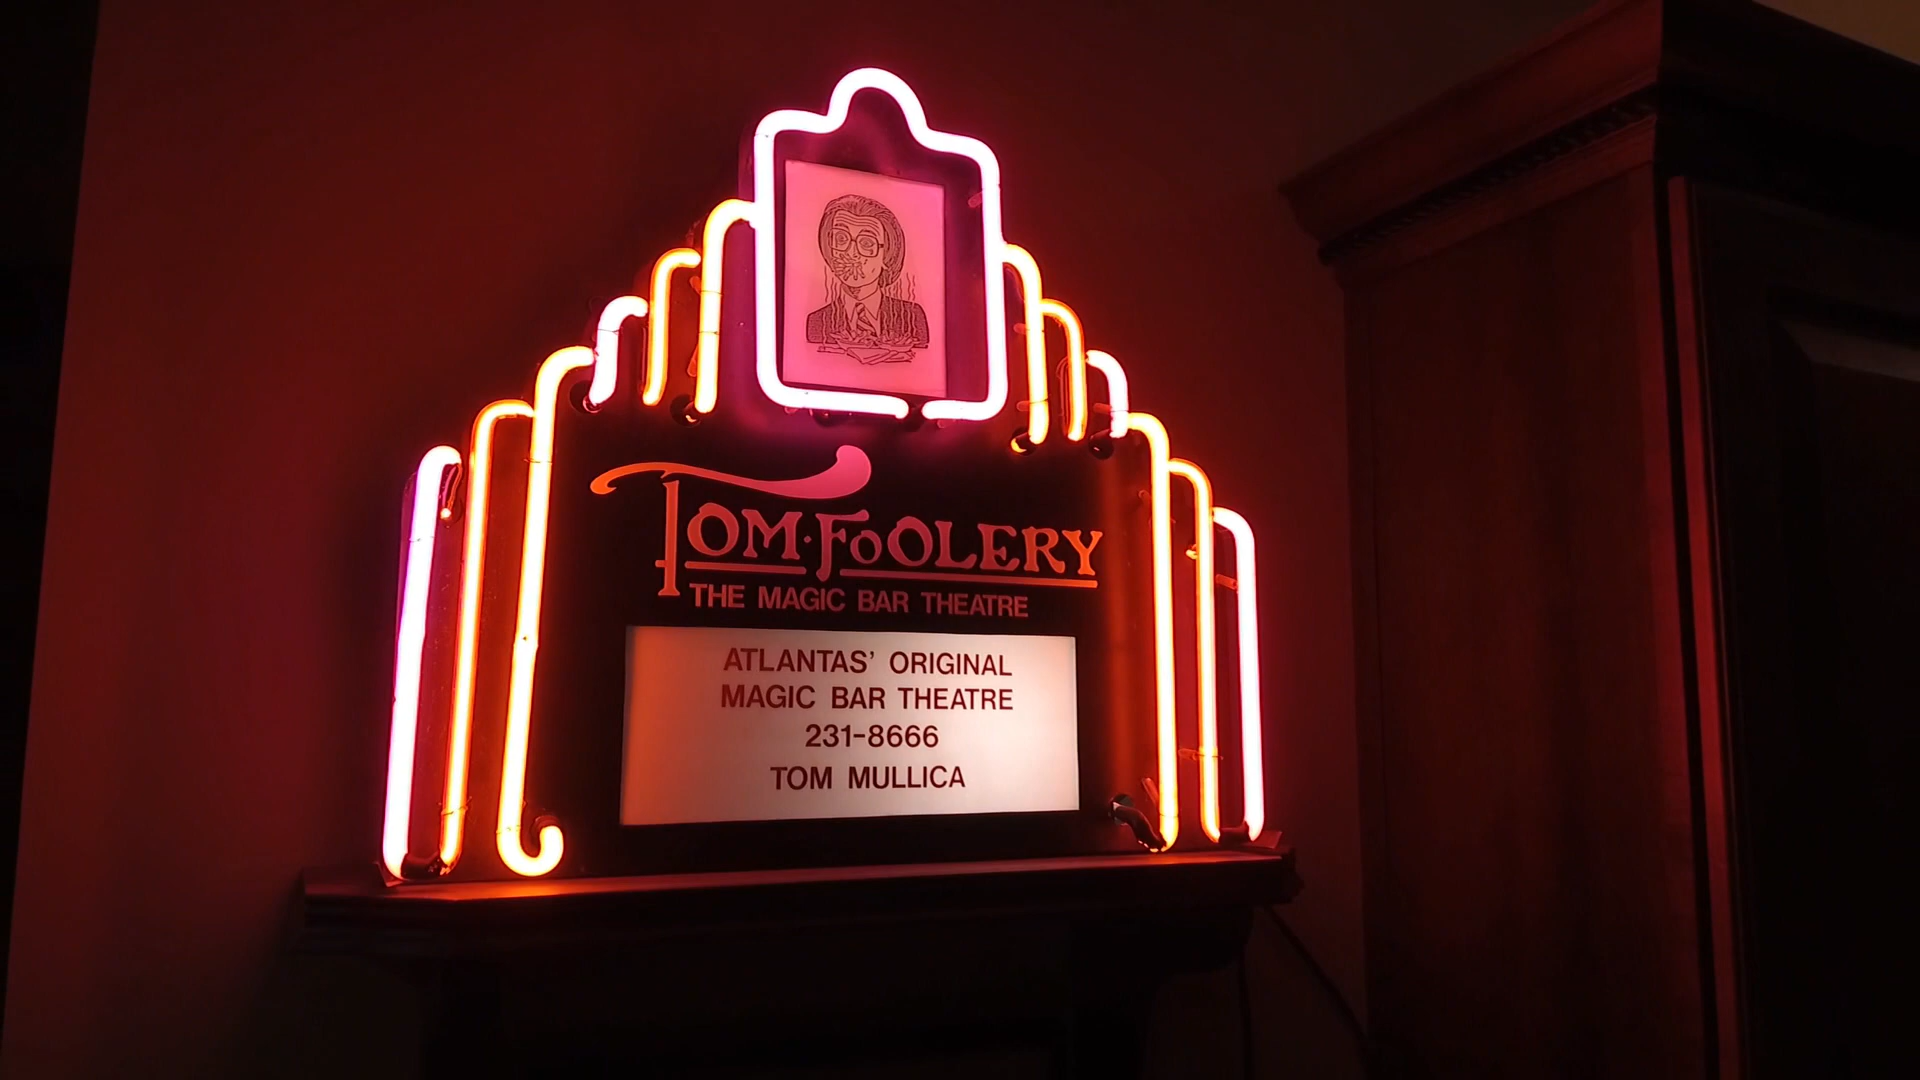 TOM·FOOLERY
THE MAGIC BAR THEATRE
ATLANTAS' ORIGINAL
MAGIC BAR THEATRE
231-8666
TOM MULLICA